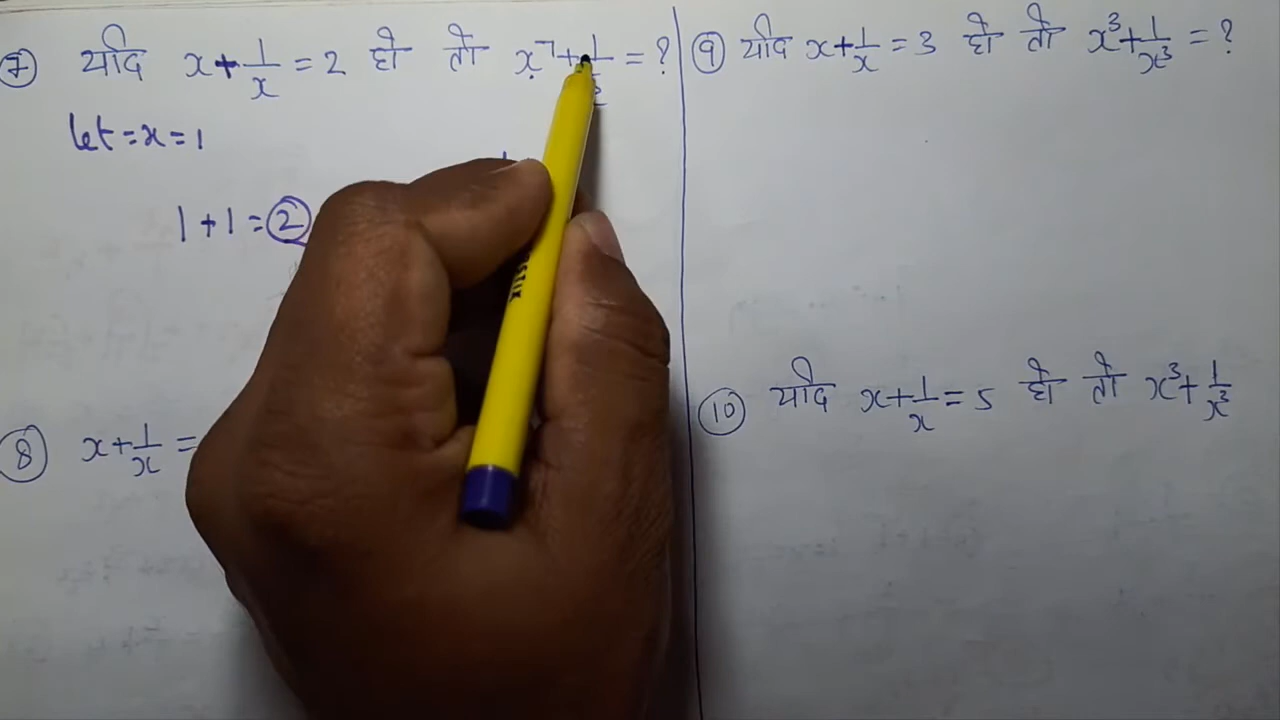 7 यदि x+1/x=2 हो तो x⁷+1/x =?
let=x=1
1+1=2
8 x+1/x=
9 यदि x+1/x=3 हो तो x³+1/x³=?
10 यदि x+1/x=5 हो तो x³+1/x³